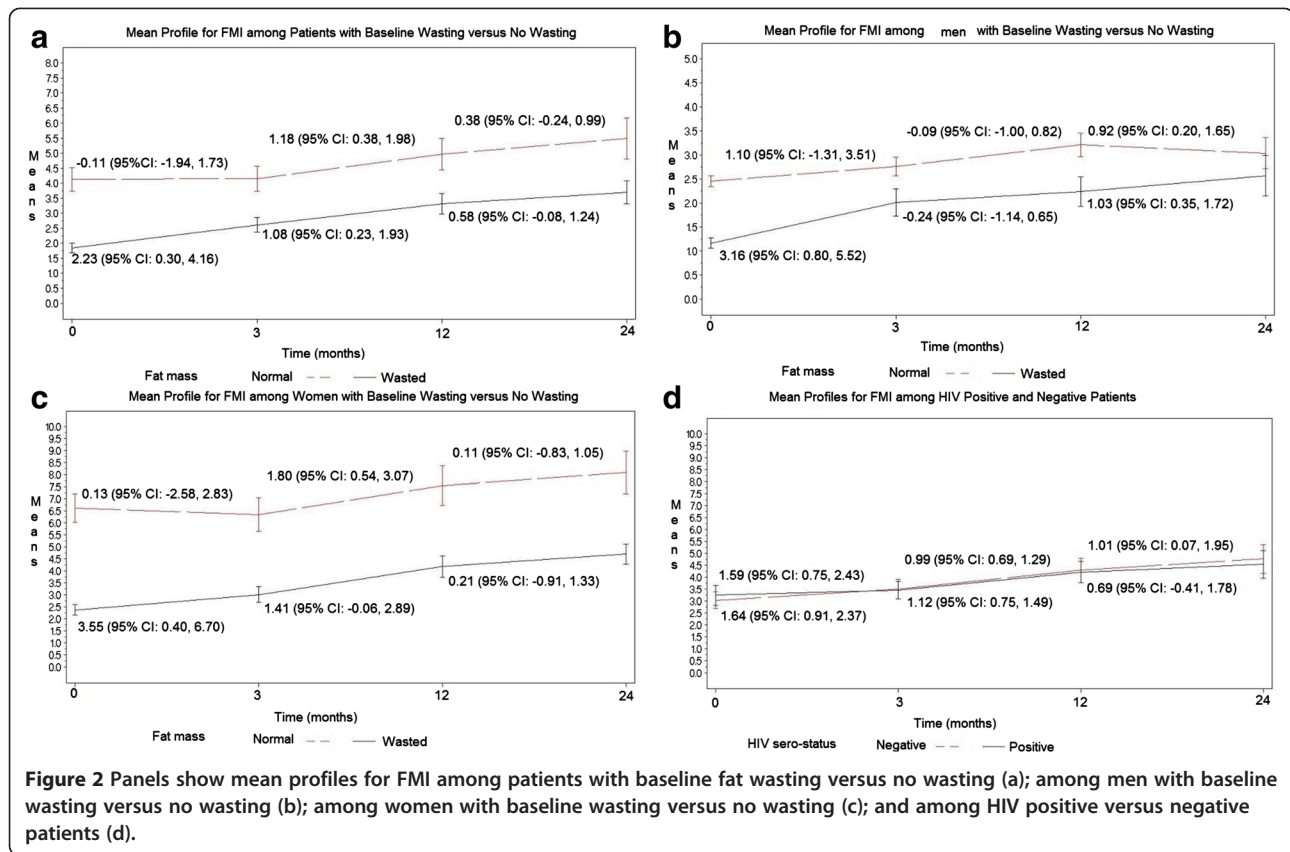 a
Mean Profile for FMI among Patients with Baseline Wasting versus No Wasting
Means
8.0
7.5
7.0
6.5
6.0
5.5
5.0
4.5
4.0
3.5
3.0
2.5
2.0
1.5
1.0
0.5
0.0
-0.11 (95%CI: -1.94, 1.73)
1.18 (95% CI: 0.38, 1.98)
0.38 (95% CI: -0.24, 0.99)
2.23 (95% CI: 0.30, 4.16)
1.08 (95% CI: 0.23, 1.93)
0.58 (95% CI: -0.08, 1.24)
0 3 12 24
Time (months)
Fat mass Normal Wasted
b
Mean Profile for FMI among men with Baseline Wasting versus No Wasting
Means
5.0
4.5
4.0
3.5
3.0
2.5
2.0
1.5
1.0
0.5
0.0
1.10 (95% CI: -1.31, 3.51)
-0.09 (95% CI: -1.00, 0.82)
0.92 (95% CI: 0.20, 1.65)
3.16 (95% CI: 0.80, 5.52)
-0.24 (95% CI: -1.14, 0.65)
1.03 (95% CI: 0.35, 1.72)
0 3 12 24
Time (months)
Fat mass Normal Wasted
c
Mean Profile for FMI among Women with Baseline Wasting versus No Wasting
Means
10.0
9.5
9.0
8.5
8.0
7.5
7.0
6.5
6.0
5.5
5.0
4.5
4.0
3.5
3.0
2.5
2.0
1.5
1.0
0.5
0.0
0.13 (95% CI: -2.58, 2.83)
1.80 (95% CI: 0.54, 3.07)
0.11 (95% CI: -0.83, 1.05)
3.55 (95% CI: 0.40, 6.70)
1.41 (95% CI: -0.06, 2.89)
0.21 (95% CI: -0.91, 1.33)
0 3 12 24
Time (months)
Fat mass Normal Wasted
d
Mean Profiles for FMI among HIV Positive and Negative Patients
Means
10.0
9.5
9.0
8.5
8.0
7.5
7.0
6.5
6.0
5.5
5.0
4.5
4.0
3.5
3.0
2.5
2.0
1.5
1.0
0.5
0.0
1.59 (95% CI: 0.75, 2.43)
0.99 (95% CI: 0.69, 1.29)
1.01 (95% CI: 0.07, 1.95)
1.64 (95% CI: 0.91, 2.37)
1.12 (95% CI: 0.75, 1.49)
0.69 (95% CI: -0.41, 1.78)
0 3 12 24
Time (months)
HIV sero-status Negative Positive
Figure 2 Panels show mean profiles for FMI among patients with baseline fat wasting versus no wasting (a); among men with baseline
wasting versus no wasting (b); among women with baseline wasting versus no wasting (c); and among HIV positive versus negative
patients (d).